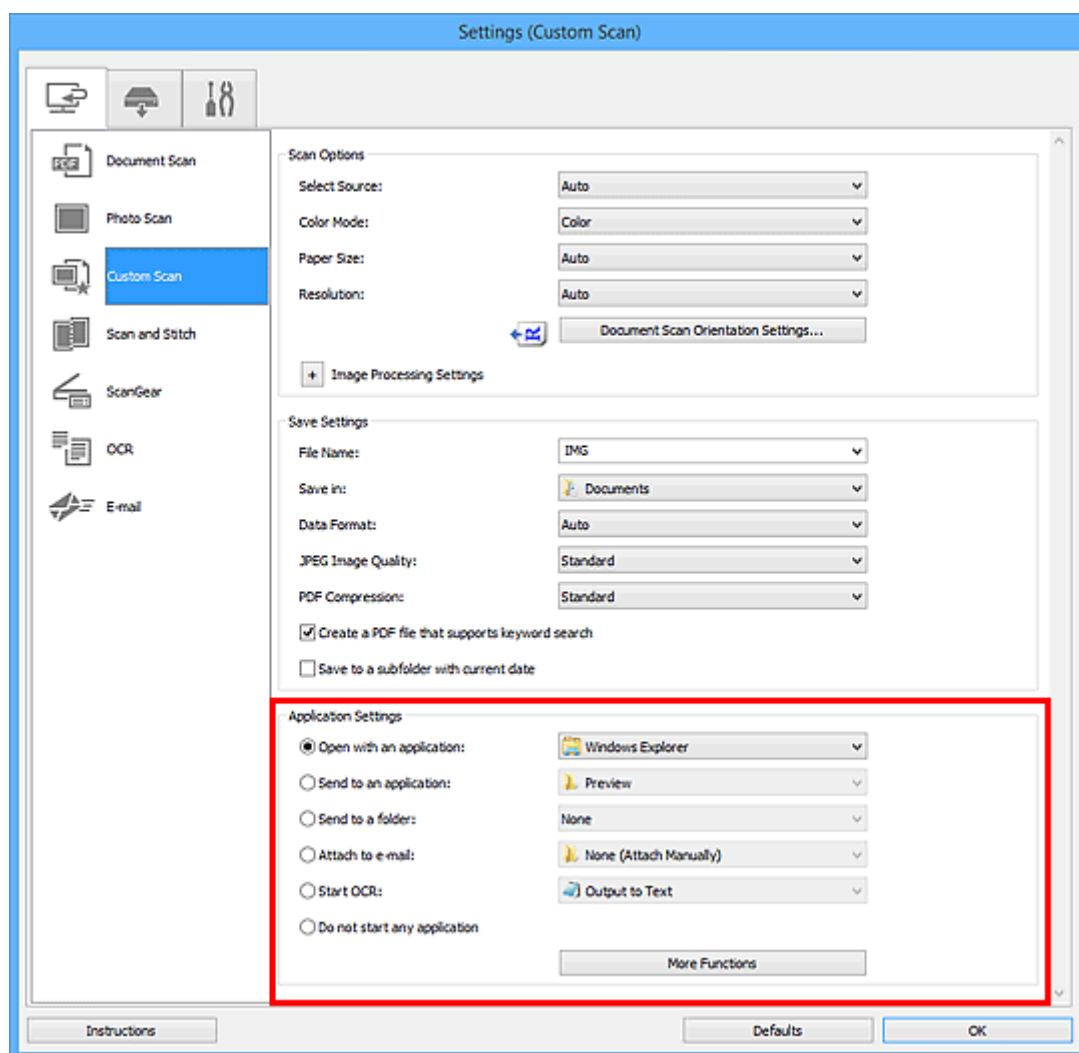 Settings (Custom Scan)
PDF
Document Scan
Photo Scan
Custom Scan
Scan and Stitch
ScanGear
OCR
E-mail
Scan Options
Select Source: Auto
Color Mode: Color
Paper Size: Auto
Resolution: Auto
R Document Scan Orientation Settings...
+ Image Processing Settings
Save Settings
File Name: IMG
Save in: Documents
Data Format: Auto
JPEG Image Quality: Standard
PDF Compression: Standard
Create a PDF file that supports keyword search
Save to a subfolder with current date
Application Settings
Open with an application: Windows Explorer
Send to an application: Preview
Send to a folder: None
Attach to e-mail: None (Attach Manually)
Start OCR: Output to Text
Do not start any application
More Functions
Instructions Defaults OK